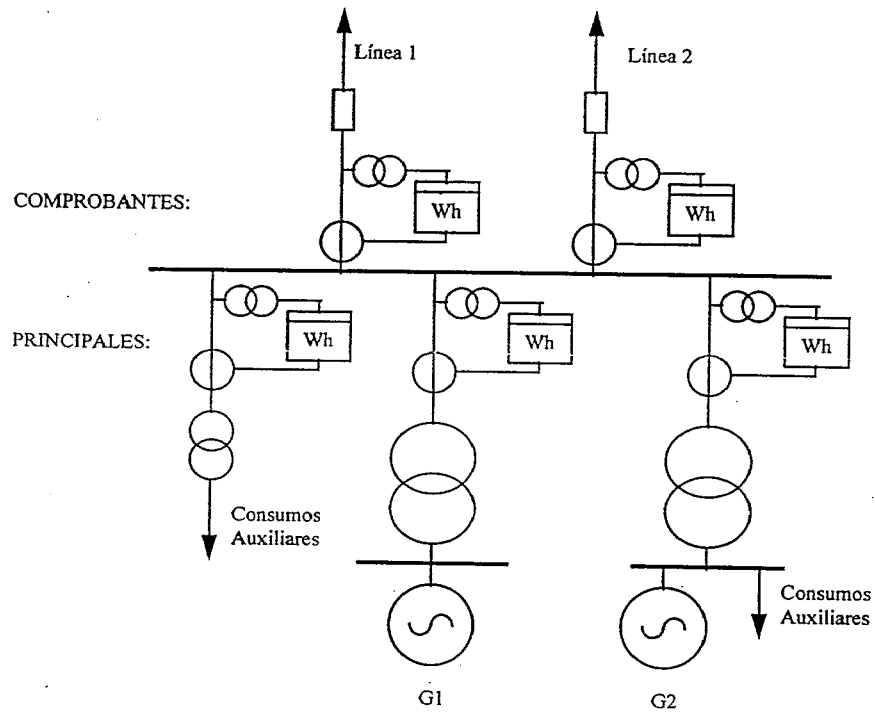 Línea 1
Línea 2
COMPROBANTES:
Wh
Wh
PRINCIPALES:
Wh
Wh
Wh
Consumos
Auxiliares
Consumos
Auxiliares
G1
G2